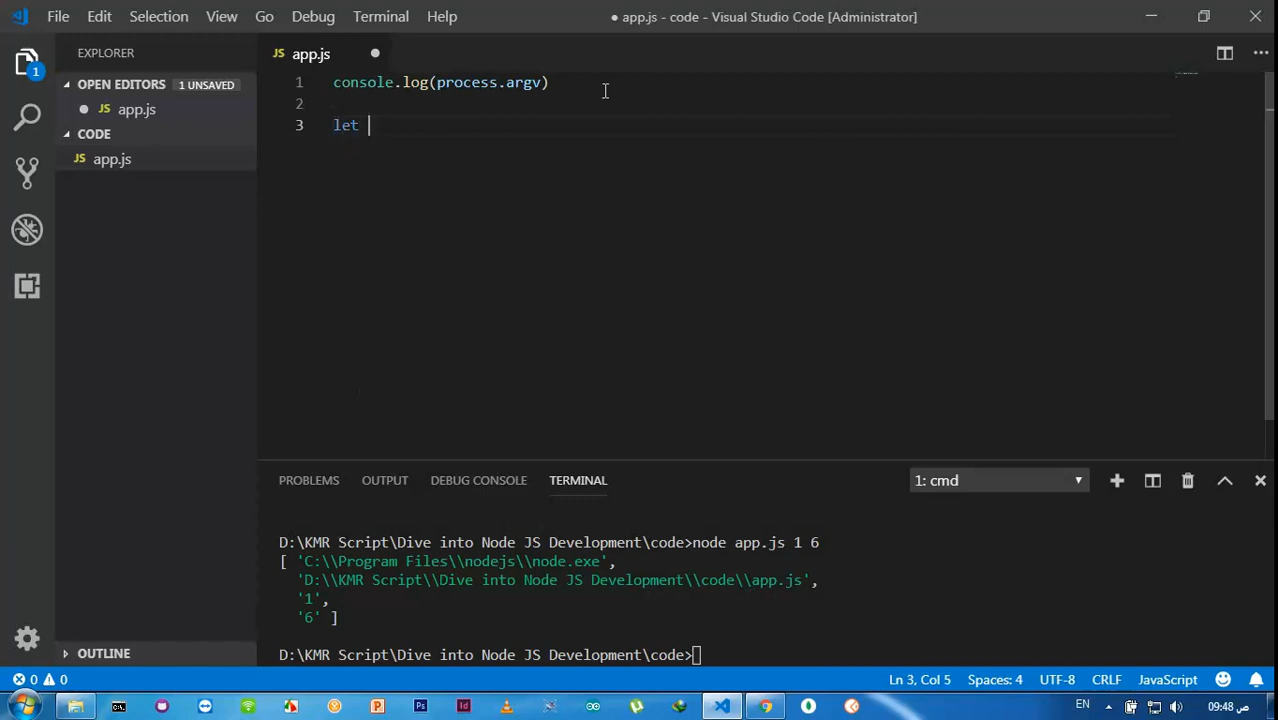 File Edit Selection View Go Debug Terminal Help ● app.js - code - Visual Studio Code [Administrator]
EXPLORER
OPEN EDITORS 1 UNSAVED
● JS app.js
CODE
JS app.js
OUTLINE
1
JS app.js ●
1 console.log(process.argv)
2
3 let
PROBLEMS OUTPUT DEBUG CONSOLE TERMINAL 1: cmd
D:\KMR Script\Dive into Node JS Development\code>node app.js 1 6
[ 'C:\\Program Files\\nodejs\\node.exe',
'D:\\KMR Script\\Dive into Node JS Development\\code\\app.js',
'1',
'6' ]
D:\KMR Script\Dive into Node JS Development\code>
0 0 Ln 3, Col 5 Spaces: 4 UTF-8 CRLF JavaScript
Ps Id EN 09:48 ص